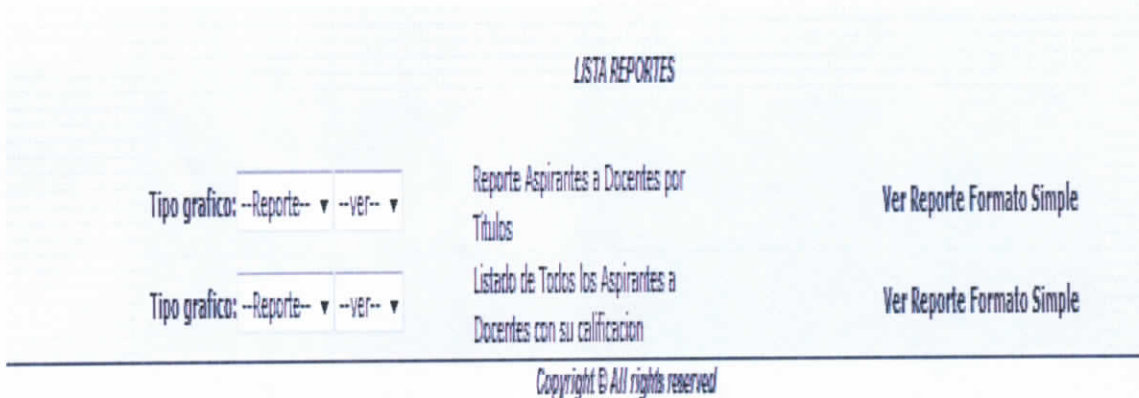 LISTA REPORTES
Tipo grafico: --Reporte-- ▼ --ver-- ▼
Reporte Aspirantes a Docentes por
Títulos
Ver Reporte Formato Simple
Tipo grafico: --Reporte-- ▼ --ver-- ▼
Listado de Todos los Aspirantes a
Docentes con su calificacion
Ver Reporte Formato Simple
Copyright © All rights reserved